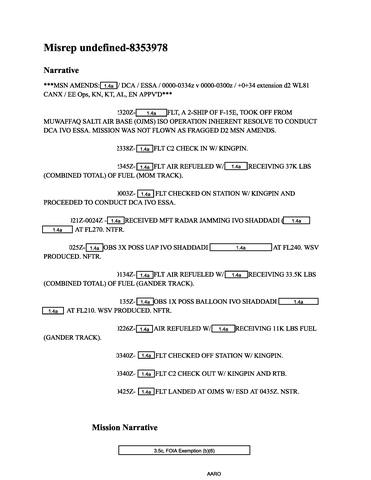 Misrep undefined-8353978
Narrative
***MSN AMENDS: 1.4a / DCA / ESSA / 0000-0334z v 0000-0300z / +0+34 extension d2 WL81
CANX / EE Ops, KN, KT, AL, EN APPV'D***
2320Z- 1.4a FLT, A 2-SHIP OF F-15E, TOOK OFF FROM
MUWAFFAQ SALTI AIR BASE (OJMS) ISO OPERATION INHERENT RESOLVE TO CONDUCT
DCA IVO ESSA. MISSION WAS NOT FLOWN AS FRAGGED D2 MSN AMENDS.
2338Z- 1.4a FLT C2 CHECK IN W/ KINGPIN.
2345Z- 1.4a FLT AIR REFUELED W/ 1.4a RECEIVING 37K LBS
(COMBINED TOTAL) OF FUEL (MOM TRACK).
0003Z- 1.4a FLT CHECKED ON STATION W/ KINGPIN AND
PROCEEDED TO CONDUCT DCA IVO ESSA.
021Z-0024Z - 1.4a RECEIVED MFT RADAR JAMMING IVO SHADDADI ( 1.4a
1.4a AT FL270. NTFR.
025Z- 1.4a OBS 3X POSS UAP IVO SHADDADI 1.4a AT FL240. WSV
PRODUCED. NFTR.
0134Z- 1.4a FLT AIR REFUELED W/ 1.4a RECEIVING 33.5K LBS
(COMBINED TOTAL) OF FUEL (GANDER TRACK).
135Z- 1.4a OBS 1X POSS BALLOON IVO SHADDADI 1.4a
1.4a AT FL210. WSV PRODUCED. NFTR.
0226Z- 1.4a AIR REFUELED W/ 1.4a RECEIVING 11K LBS FUEL
(GANDER TRACK).
0340Z- 1.4a FLT CHECKED OFF STATION W/ KINGPIN.
0340Z- 1.4a FLT C2 CHECK OUT W/ KINGPIN AND RTB.
0425Z- 1.4a FLT LANDED AT OJMS W/ ESD AT 0435Z. NSTR.
Mission Narrative
3.5c, FOIA Exemption (b)(6)
AARO